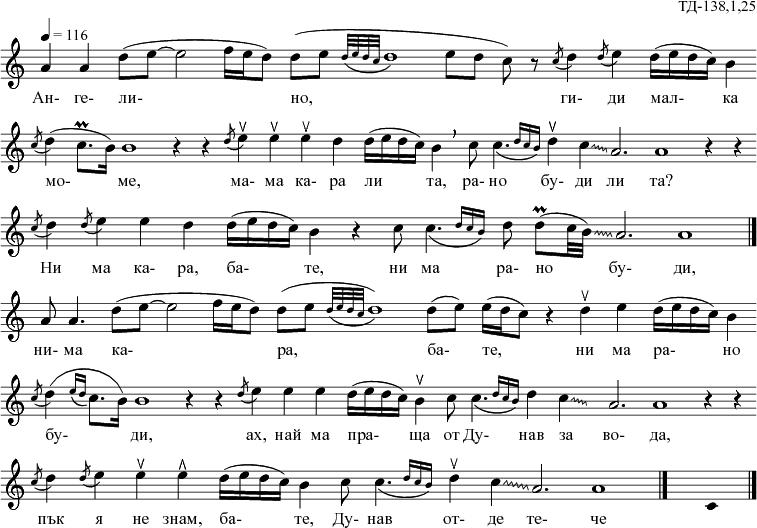 ТД-138,1,25
= 116
Ан- ге- ли- но, ги- ди мал- ка
мо- ме, ма- ма ка- ра ли та, ра- но бу- ди ли та?
Ни ма ка- ра, ба- те, ни ма ра- но бу- ди,
ни- ма ка- ра, ба- те, ни ма ра- но
бу- ди, ах, най ма пра- ща от Ду- нав за во- да,
пък я не знам, ба- те, Ду- нав от- де те- че